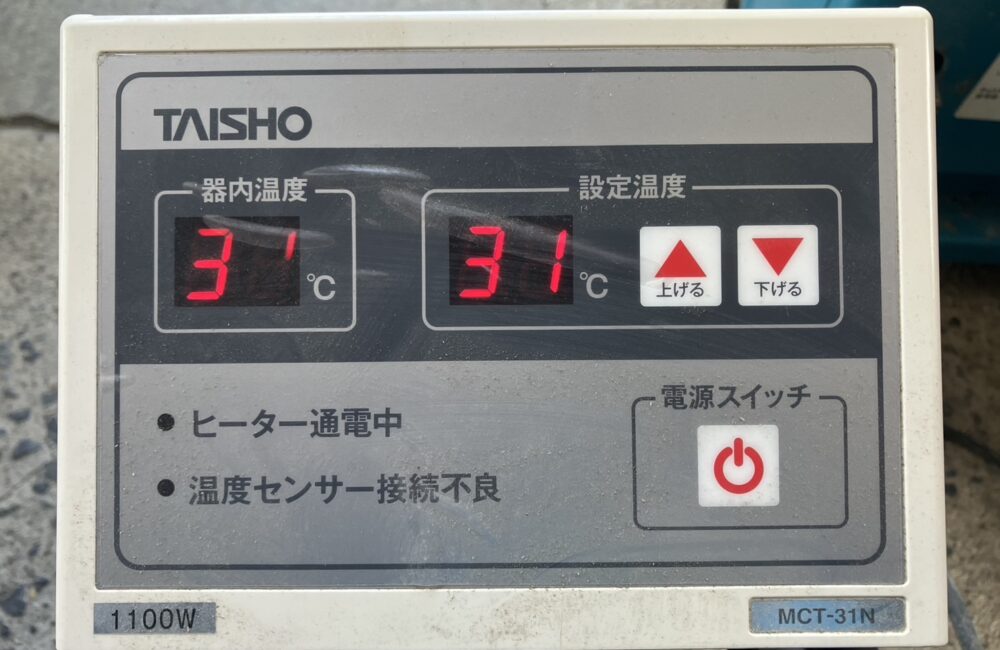 TAISHO
器内温度
設定温度
31
℃
31
℃
上げる
下げる
電源スイッチ
ヒーター通電中
温度センサー接続不良
1100W
MCT-31N